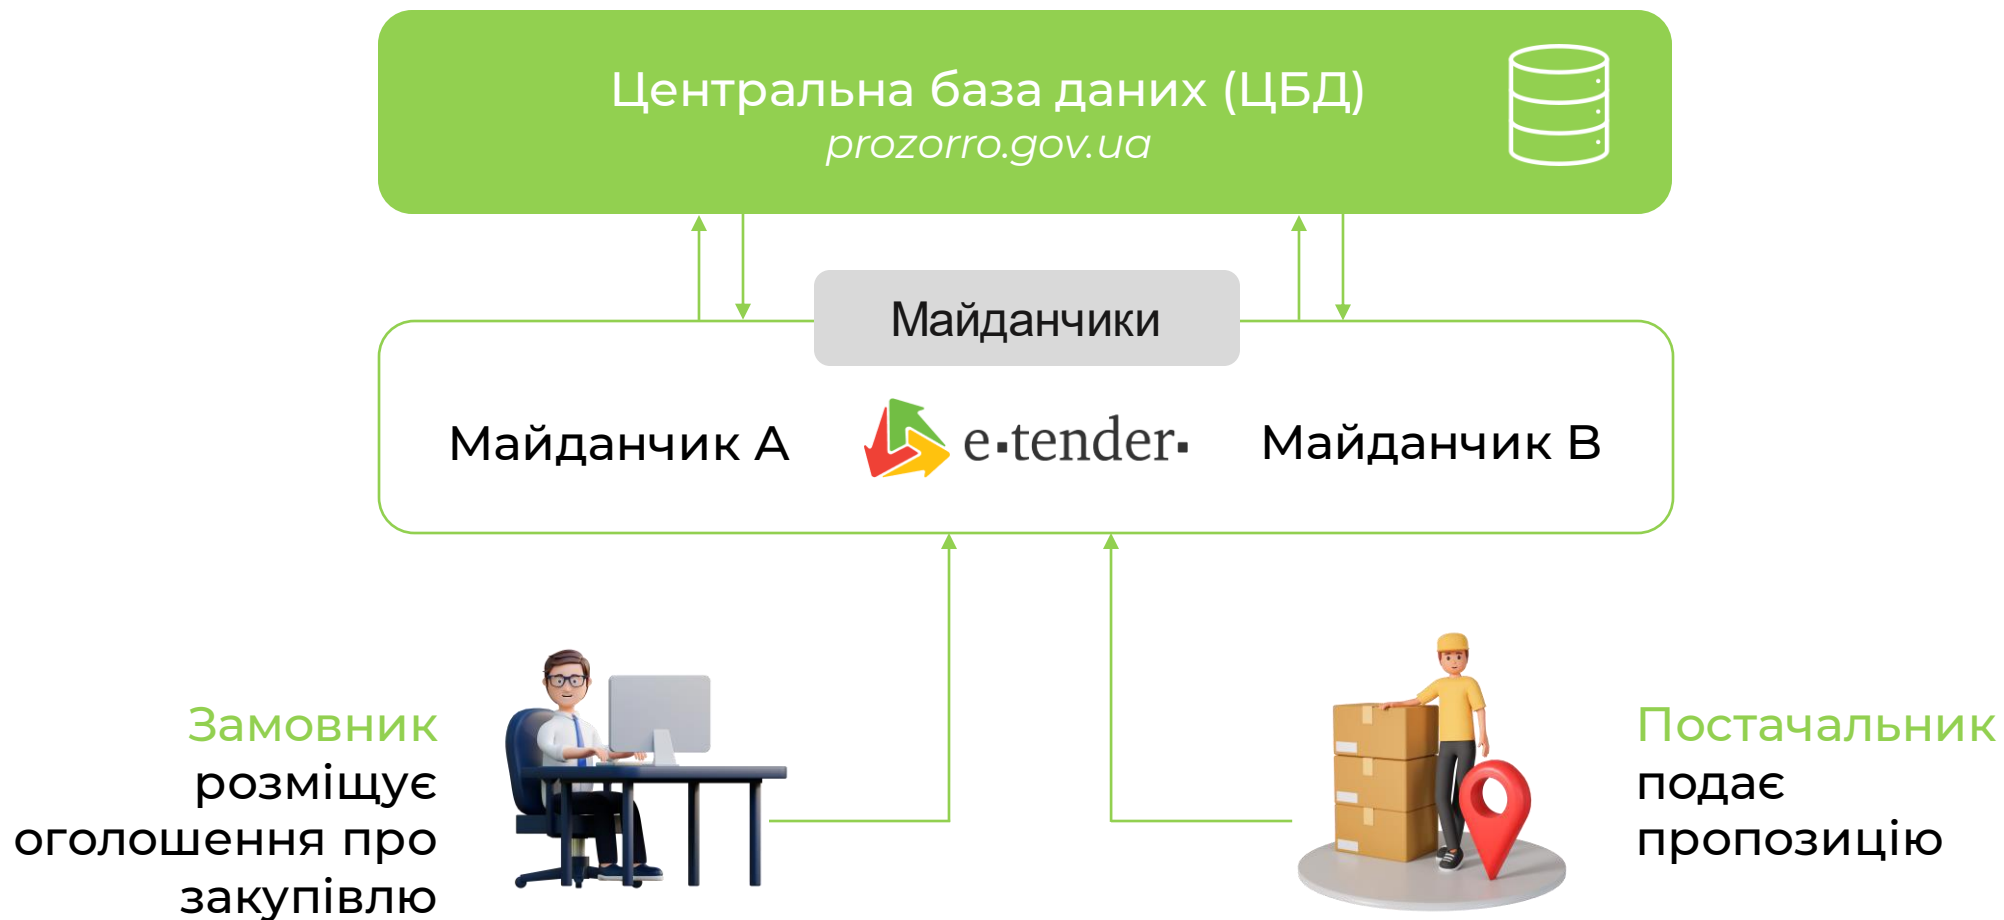 Центральна база даних (ЦБД)
prozorro.gov.ua
Майданчики
Майданчик А
e·tender·
Майданчик В
Замовник
розміщує
оголошення про
закупівлю
Постачальник
подає
пропозицію